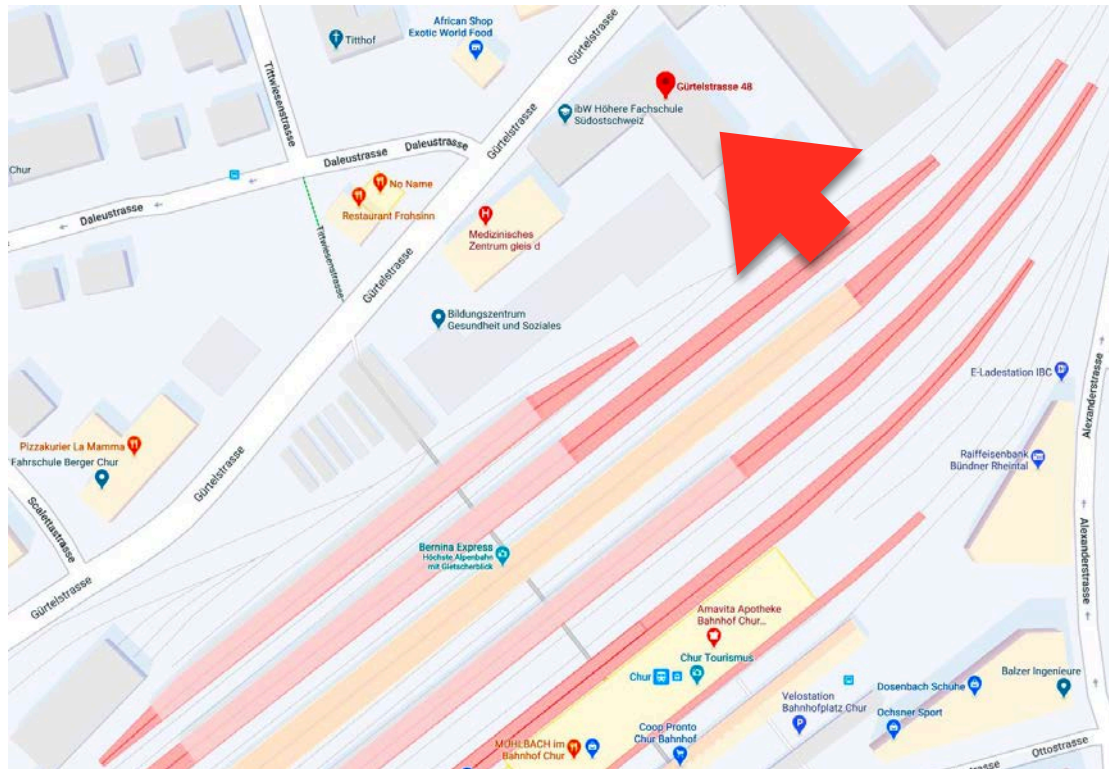 African Shop
Exotic World Food
Titthof
Gürtelstrasse
Gürtelstrasse 48
ibW Höhere Fachschule
Südostschweiz
Tittwiesenstrasse
Gürtelstrasse
Daleustrasse
Daleustrasse
Chur
No Name
Restaurant Frohsinn
Daleustrasse
Medizinisches
Zentrum gleis d
Tittwiesenstrasse
Gürtelstrasse
Bildungszentrum
Gesundheit und Soziales
E-Ladestation IBC
Alexanderstrasse
Pizzakurier La Mamma
Fahrschule Berger Chur
Gürtelstrasse
Raiffeisenbank
Bündner Rheintal
Scalettastrasse
Bernina Express
Höchste Alpenbahn
mit Gletscherblick
Alexanderstrasse
Gürtelstrasse
Amavita Apotheke
Bahnhof Chur...
Chur Tourismus
Chur
Velostation
Bahnhofplatz Chur
Dosenbach Schuhe
Balzer Ingenieure
Ochsner Sport
Coop Pronto
Chur Bahnhof
MÜHLBACH im
Bahnhof Chur
Ottostrasse
strasse